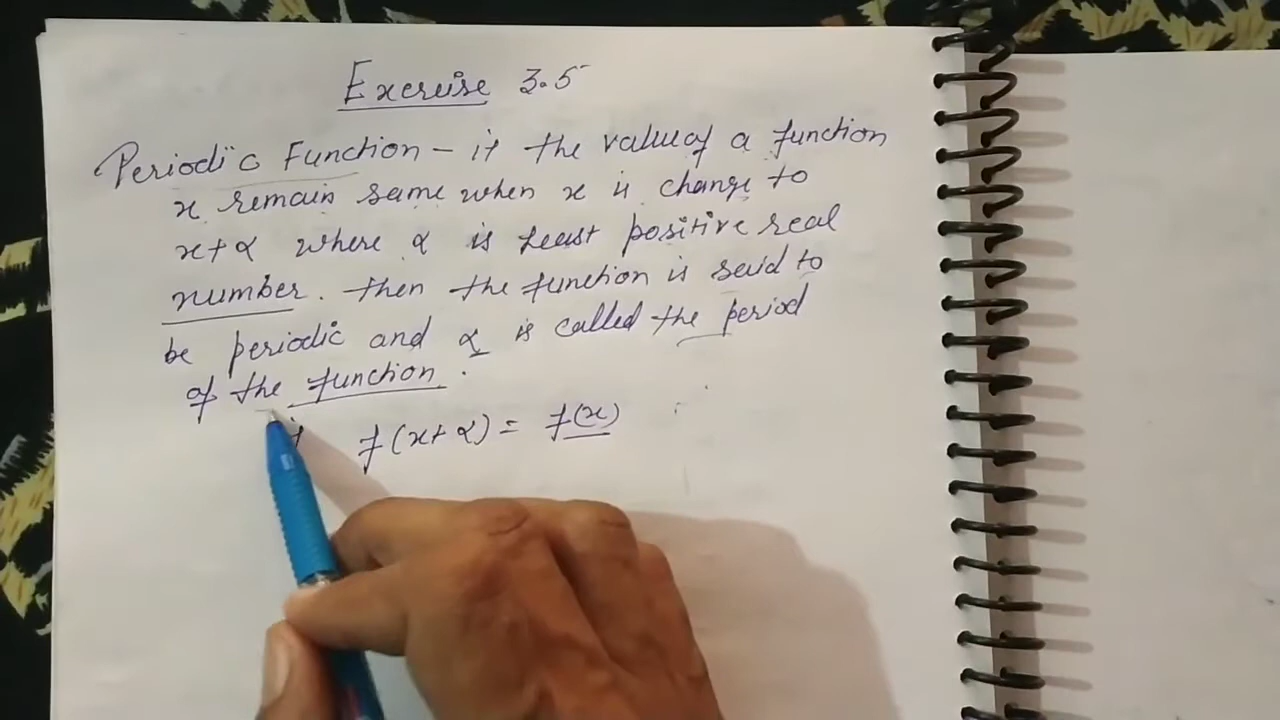 Exercise 3.5
Periodic Function - if the value of a function
x remain same when x is change to
x+α where α is least positive real
number. then the function is said to
be periodic and α is called the period
of the function.
f(x+α) = f(x)